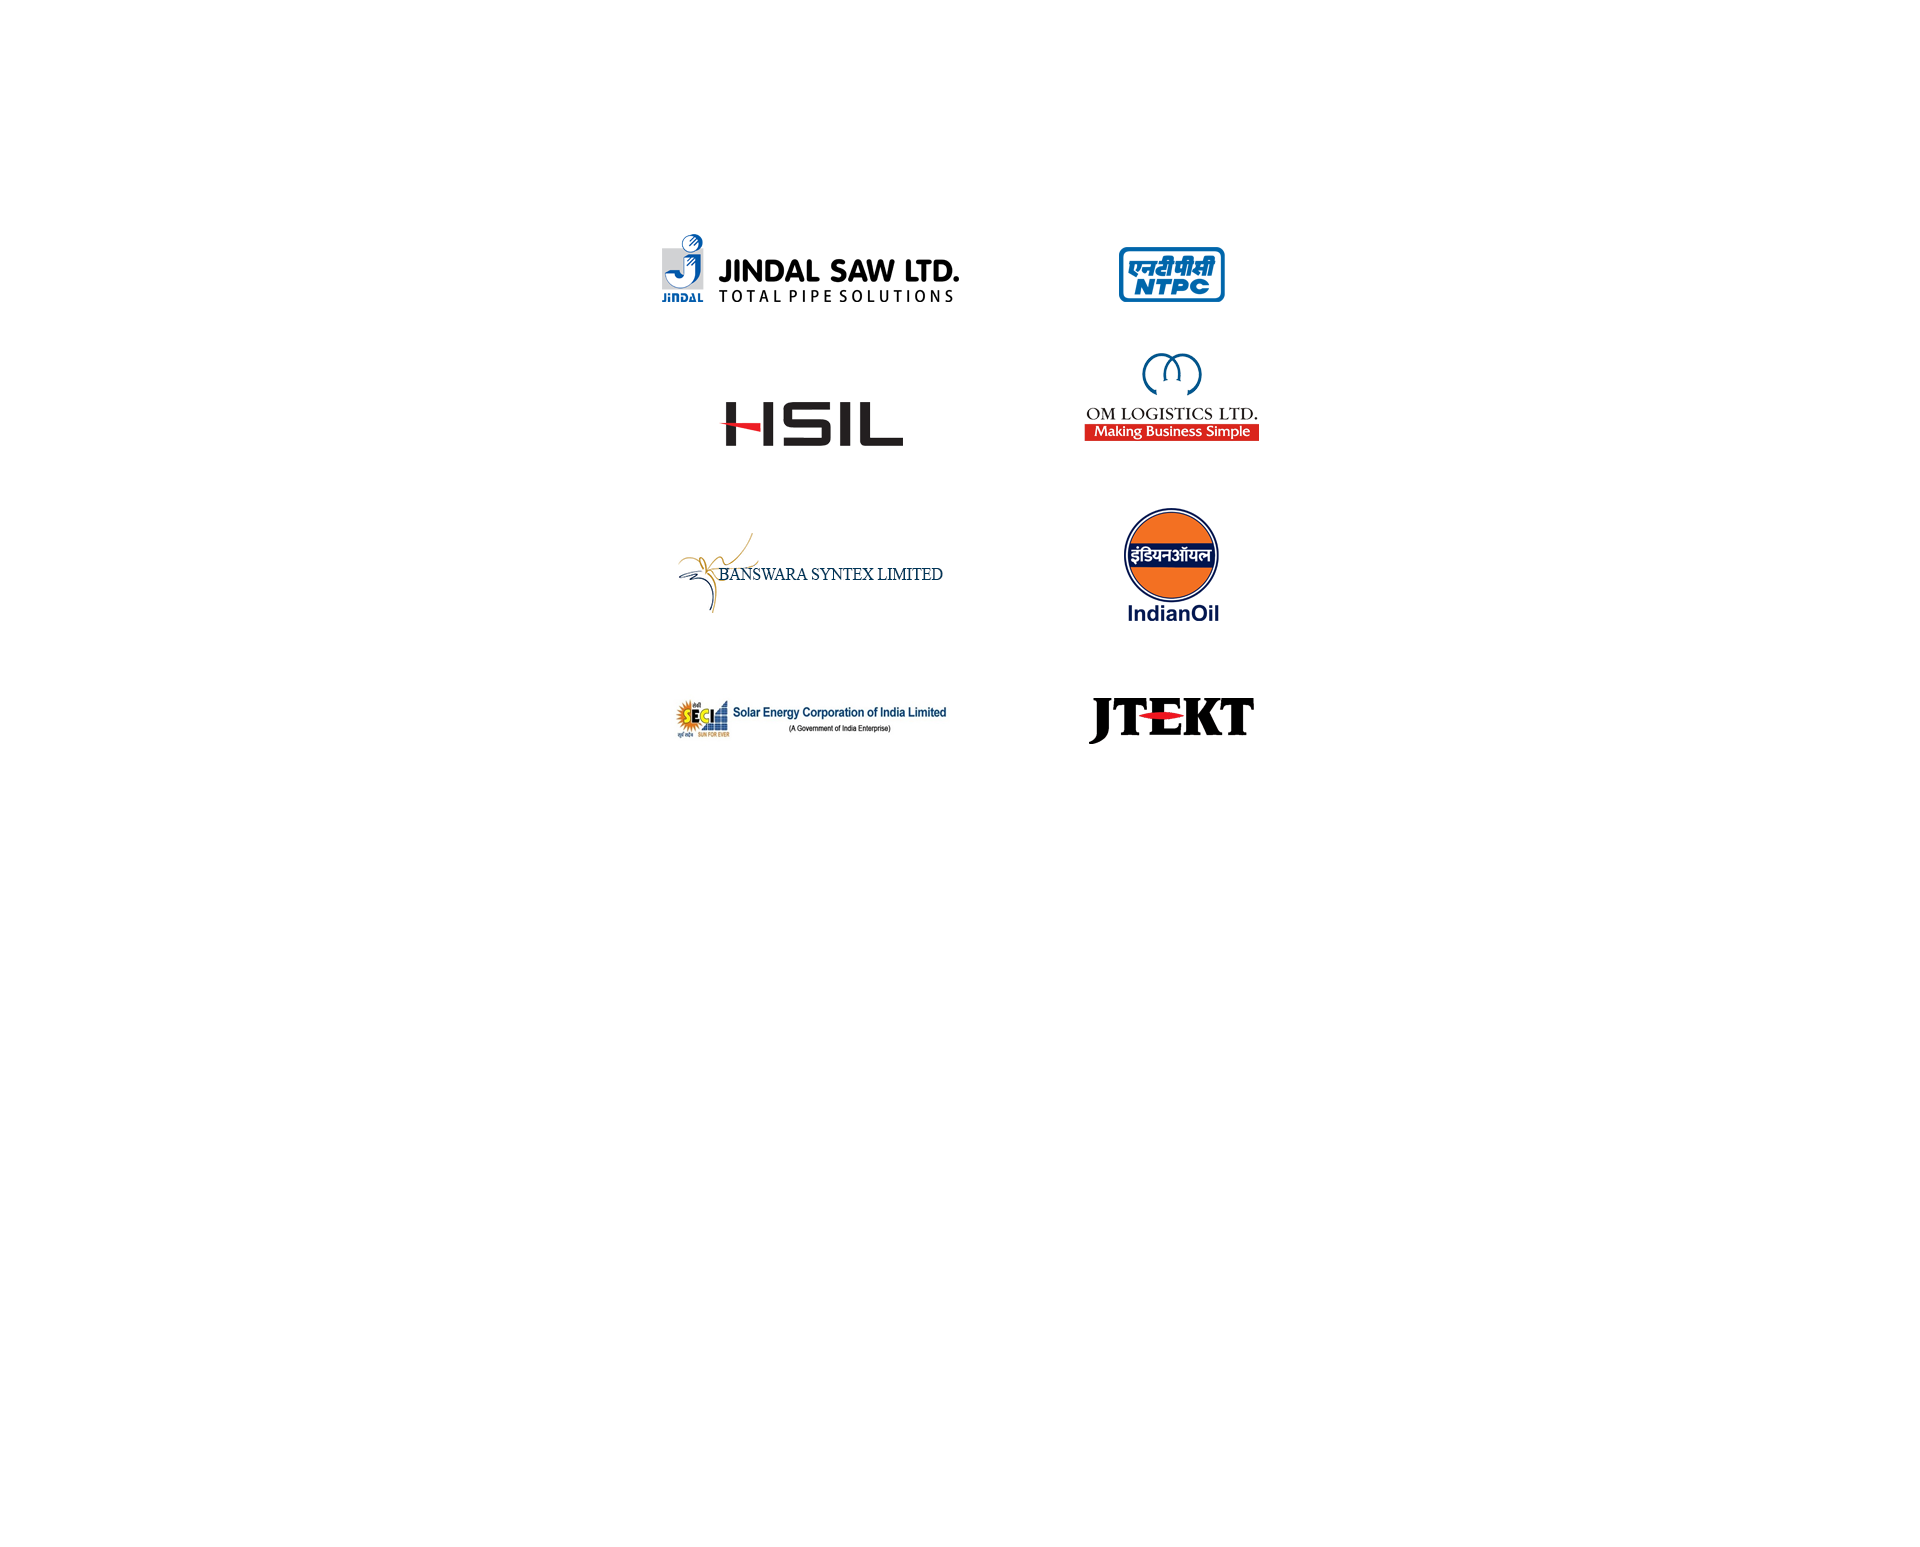 JINDAL
JINDAL SAW LTD.
TOTAL PIPE SOLUTIONS
एनटीपीसी
NTPC
HSIL
OM LOGISTICS LTD.
Making Business Simple
BANSWARA SYNTEX LIMITED
इंडियनऑयल
IndianOil
SECI
SUN FOR EVER
Solar Energy Corporation of India Limited
(A Government of India Enterprise)
JTEKT